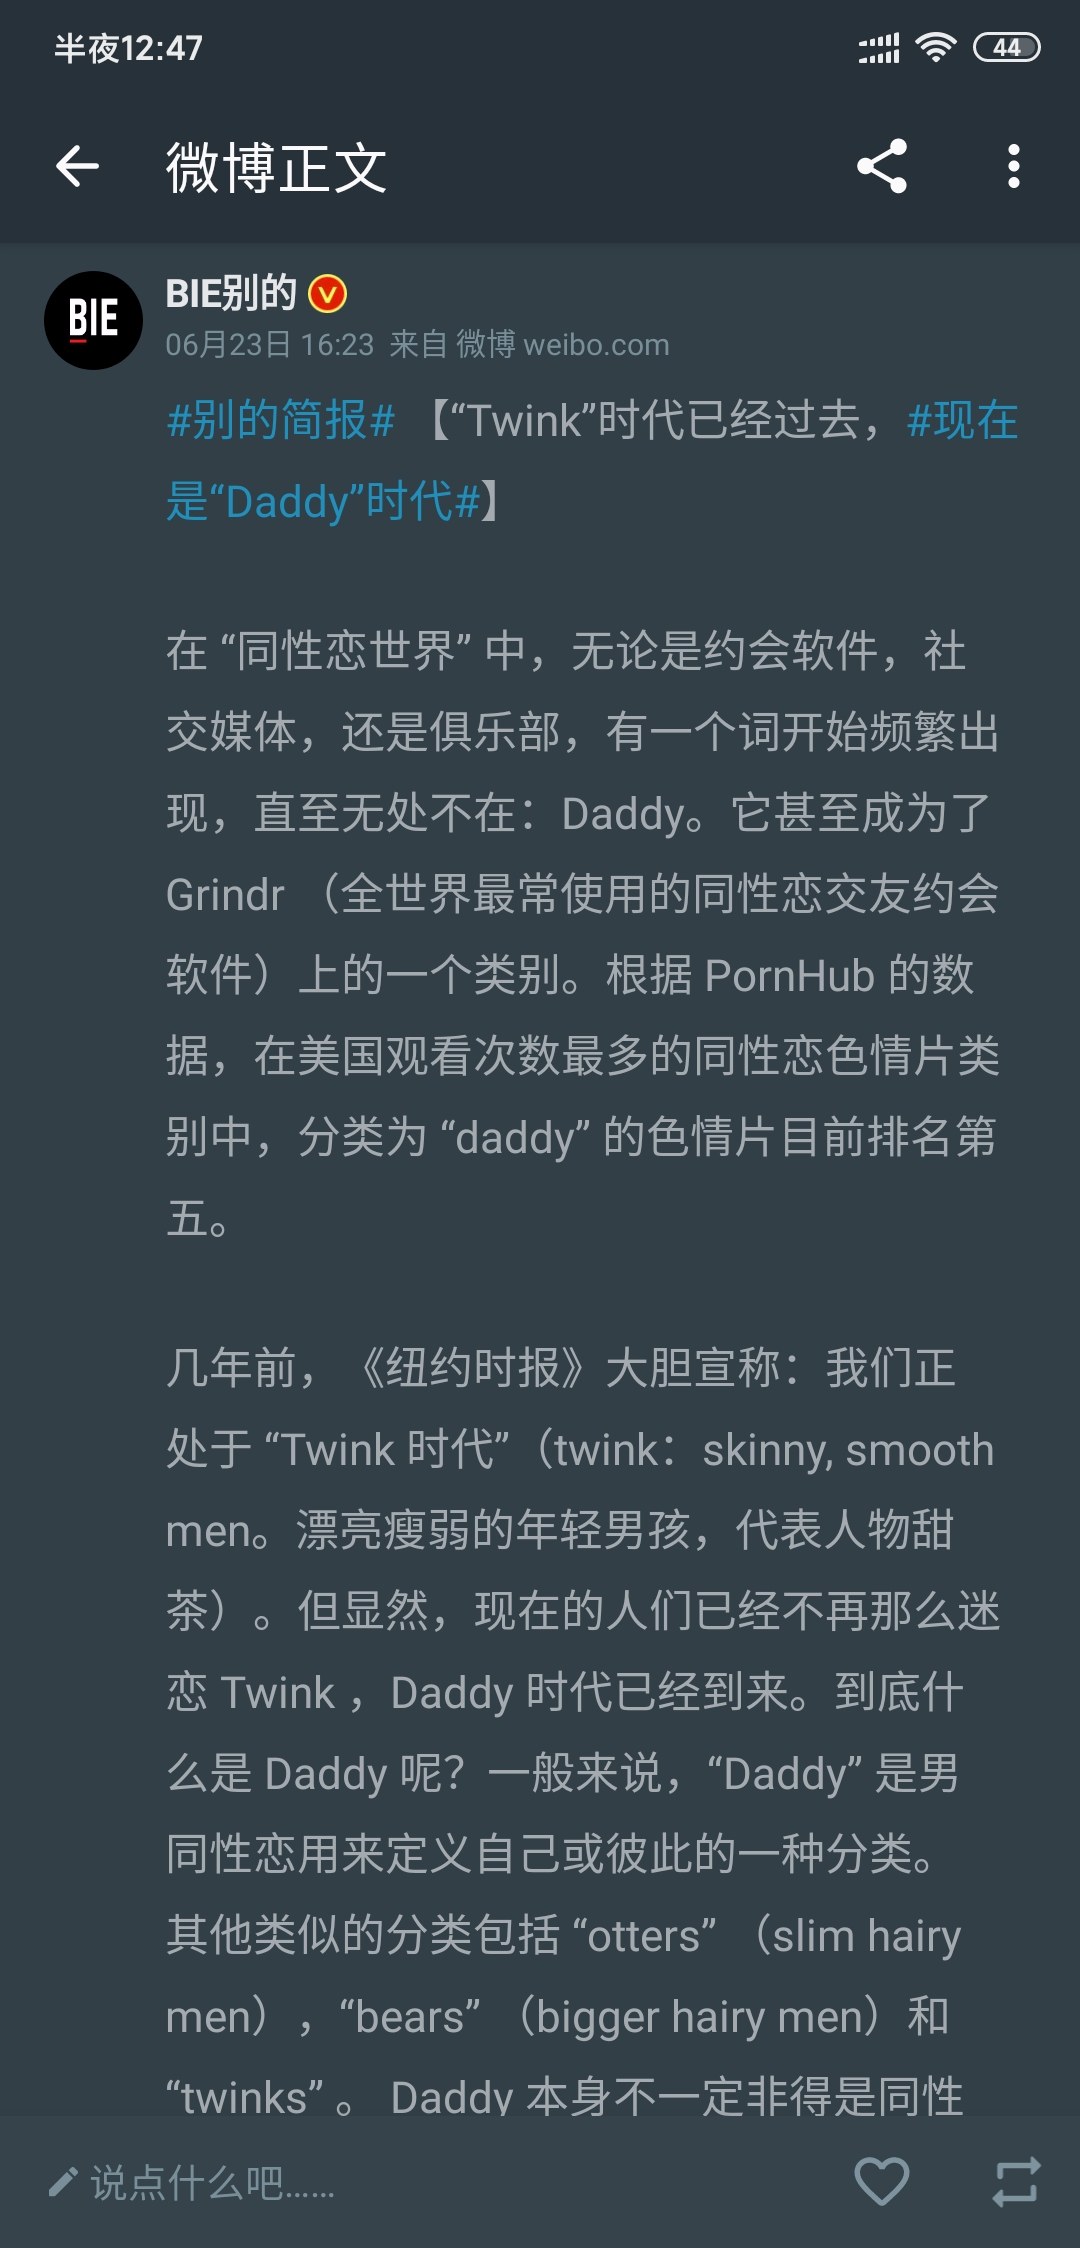 半夜12:47
44
微博正文
BIE
BIE别的
06月23日 16:23 来自 微博 weibo.com
#别的简报# 【“Twink”时代已经过去，#现在
是“Daddy”时代#】
在 “同性恋世界” 中，无论是约会软件，社
交媒体，还是俱乐部，有一个词开始频繁出
现，直至无处不在：Daddy。它甚至成为了
Grindr （全世界最常使用的同性恋交友约会
软件）上的一个类别。根据 PornHub 的数
据，在美国观看次数最多的同性恋色情片类
别中，分类为 “daddy” 的色情片目前排名第
五。
几年前，《纽约时报》大胆宣称：我们正
处于 “Twink 时代”（twink：skinny, smooth
men。漂亮瘦弱的年轻男孩，代表人物甜
茶）。但显然，现在的人们已经不再那么迷
恋 Twink ，Daddy 时代已经到来。到底什
么是 Daddy 呢？一般来说，“Daddy” 是男
同性恋用来定义自己或彼此的一种分类。
其他类似的分类包括 “otters” （slim hairy
men），“bears” （bigger hairy men）和
“twinks” 。 Daddy 本身不一定非得是同性
说点什么吧......